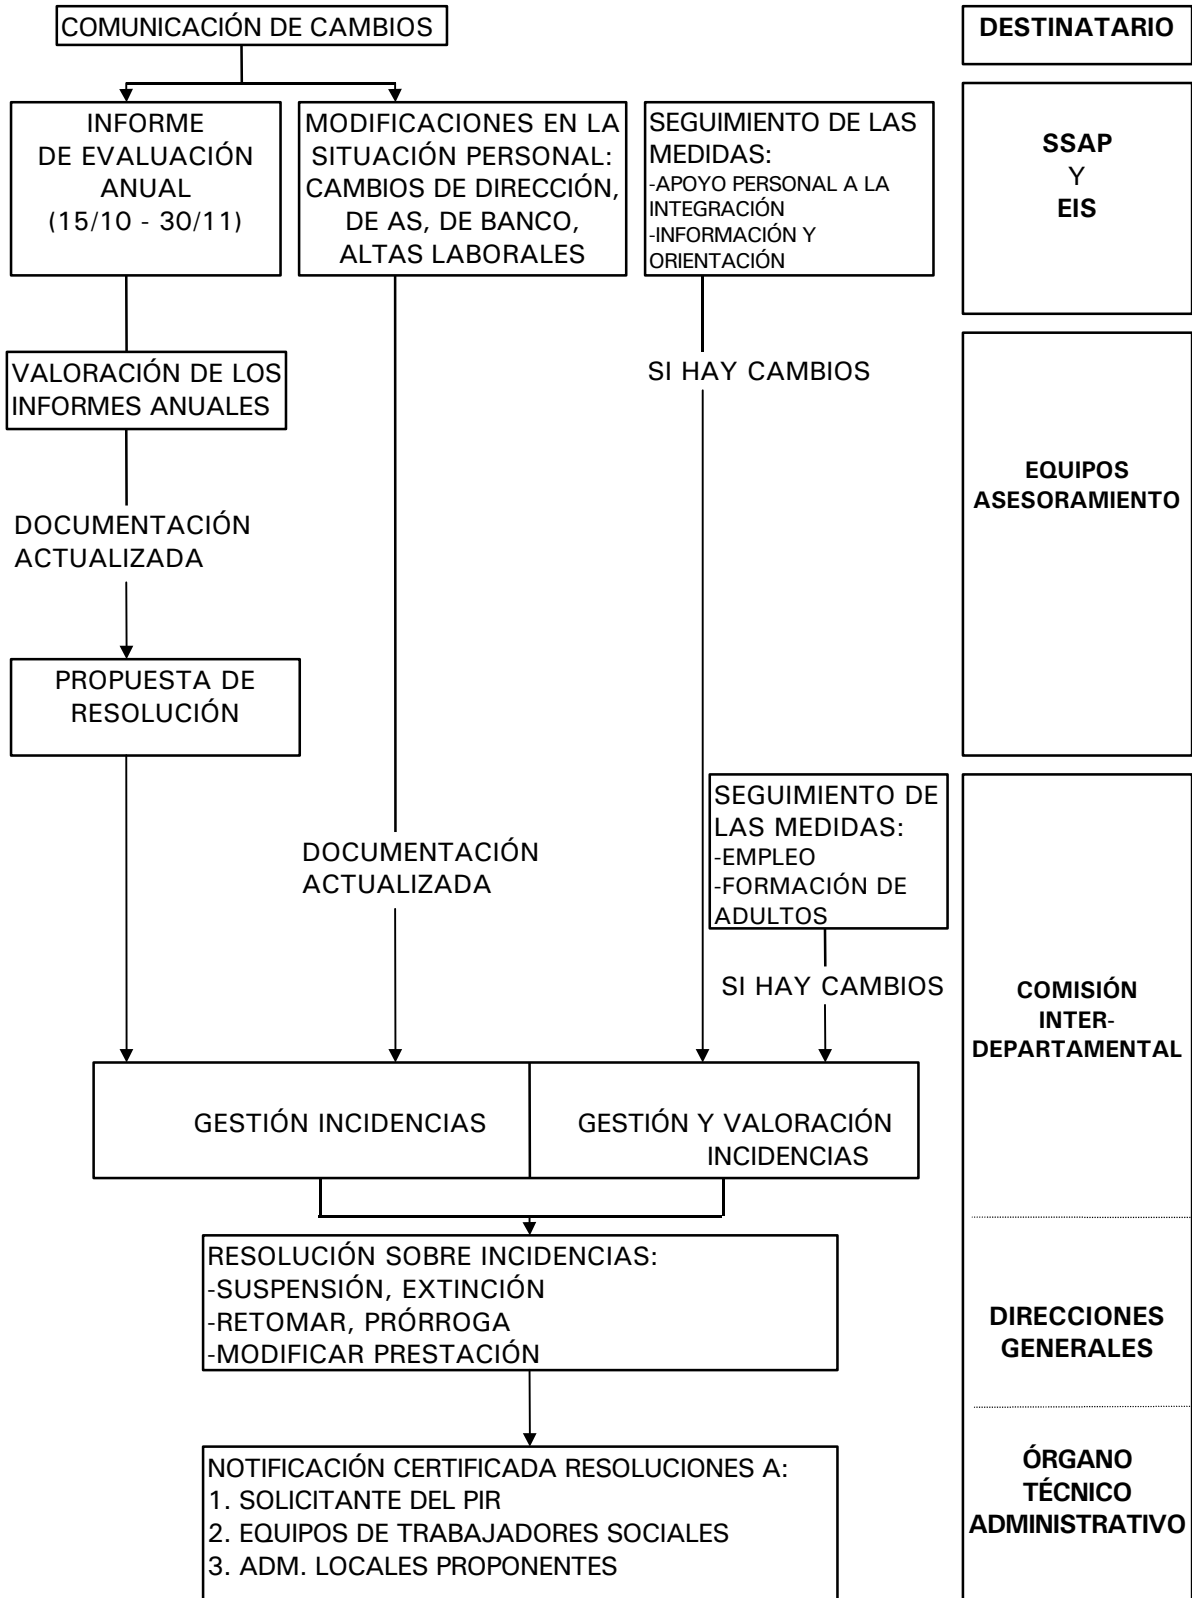 COMUNICACIÓN DE CAMBIOS
DESTINATARIO
INFORME
DE EVALUACIÓN
ANUAL
(15/10 - 30/11)
MODIFICACIONES EN LA
SITUACIÓN PERSONAL:
CAMBIOS DE DIRECCIÓN,
DE AS, DE BANCO,
ALTAS LABORALES
SEGUIMIENTO DE LAS
MEDIDAS:
-APOYO PERSONAL A LA
INTEGRACIÓN
-INFORMACIÓN Y
ORIENTACIÓN
SSAP
Y
EIS
VALORACIÓN DE LOS
INFORMES ANUALES
SI HAY CAMBIOS
EQUIPOS
ASESORAMIENTO
DOCUMENTACIÓN
ACTUALIZADA
PROPUESTA DE
RESOLUCIÓN
DOCUMENTACIÓN
ACTUALIZADA
SEGUIMIENTO DE
LAS MEDIDAS:
-EMPLEO
-FORMACIÓN DE
ADULTOS
SI HAY CAMBIOS
COMISIÓN
INTER-
DEPARTAMENTAL
GESTIÓN INCIDENCIAS
GESTIÓN Y VALORACIÓN
INCIDENCIAS
RESOLUCIÓN SOBRE INCIDENCIAS:
-SUSPENSIÓN, EXTINCIÓN
-RETOMAR, PRÓRROGA
-MODIFICAR PRESTACIÓN
DIRECCIONES
GENERALES
NOTIFICACIÓN CERTIFICADA RESOLUCIONES A:
1. SOLICITANTE DEL PIR
2. EQUIPOS DE TRABAJADORES SOCIALES
3. ADM. LOCALES PROPONENTES
ÓRGANO
TÉCNICO
ADMINISTRATIVO